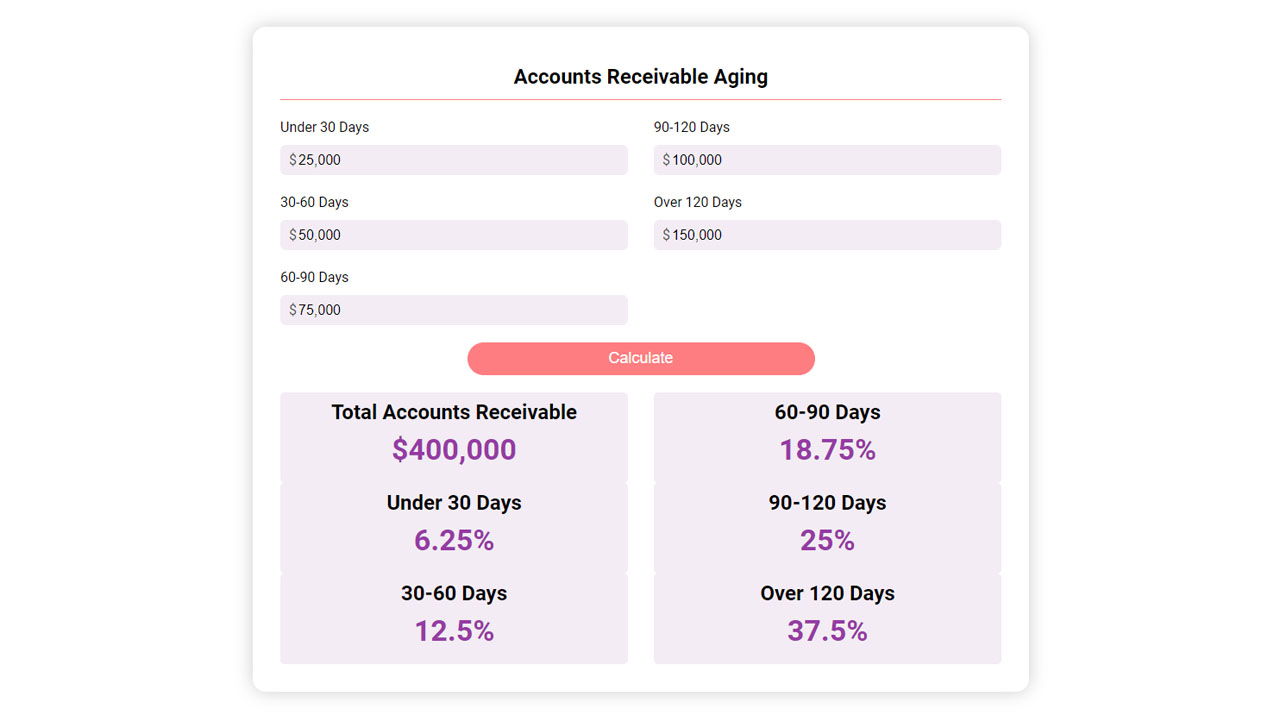 Accounts Receivable Aging
Under 30 Days
$25,000
90-120 Days
$100,000
30-60 Days
$50,000
Over 120 Days
$150,000
60-90 Days
$75,000
Calculate
Total Accounts Receivable
$400,000
60-90 Days
18.75%
Under 30 Days
6.25%
90-120 Days
25%
30-60 Days
12.5%
Over 120 Days
37.5%